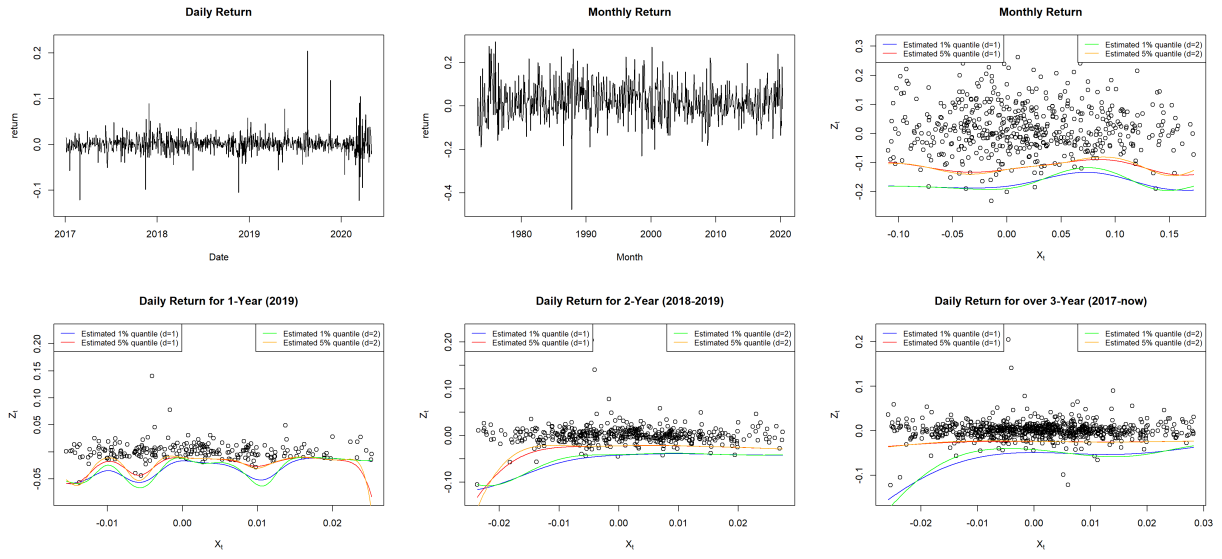 Daily Return
0.2
0.1
0.0
-0.1
return
2017
2018
2019
2020
Date
Monthly Return
0.2
0.0
-0.2
-0.4
return
1980
1990
2000
2010
2020
Month
Monthly Return
Estimated 1% quantile (d=1)
Estimated 5% quantile (d=1)
Estimated 1% quantile (d=2)
Estimated 5% quantile (d=2)
0.3
0.2
0.1
0.0
-0.1
-0.2
Zt
-0.10
-0.05
0.00
0.05
0.10
0.15
Xt
Daily Return for 1-Year (2019)
Estimated 1% quantile (d=1)
Estimated 5% quantile (d=1)
Estimated 1% quantile (d=2)
Estimated 5% quantile (d=2)
0.20
0.15
0.10
0.05
-0.05
Zt
-0.01
0.00
0.01
0.02
Xt
Daily Return for 2-Year (2018-2019)
Estimated 1% quantile (d=1)
Estimated 5% quantile (d=1)
Estimated 1% quantile (d=2)
Estimated 5% quantile (d=2)
0.20
0.10
0.00
-0.10
Zt
-0.02
-0.01
0.00
0.01
0.02
Xt
Daily Return for over 3-Year (2017-now)
Estimated 1% quantile (d=1)
Estimated 5% quantile (d=1)
Estimated 1% quantile (d=2)
Estimated 5% quantile (d=2)
0.2
0.1
0.0
-0.1
Zt
-0.02
-0.01
0.00
0.01
0.02
0.03
Xt